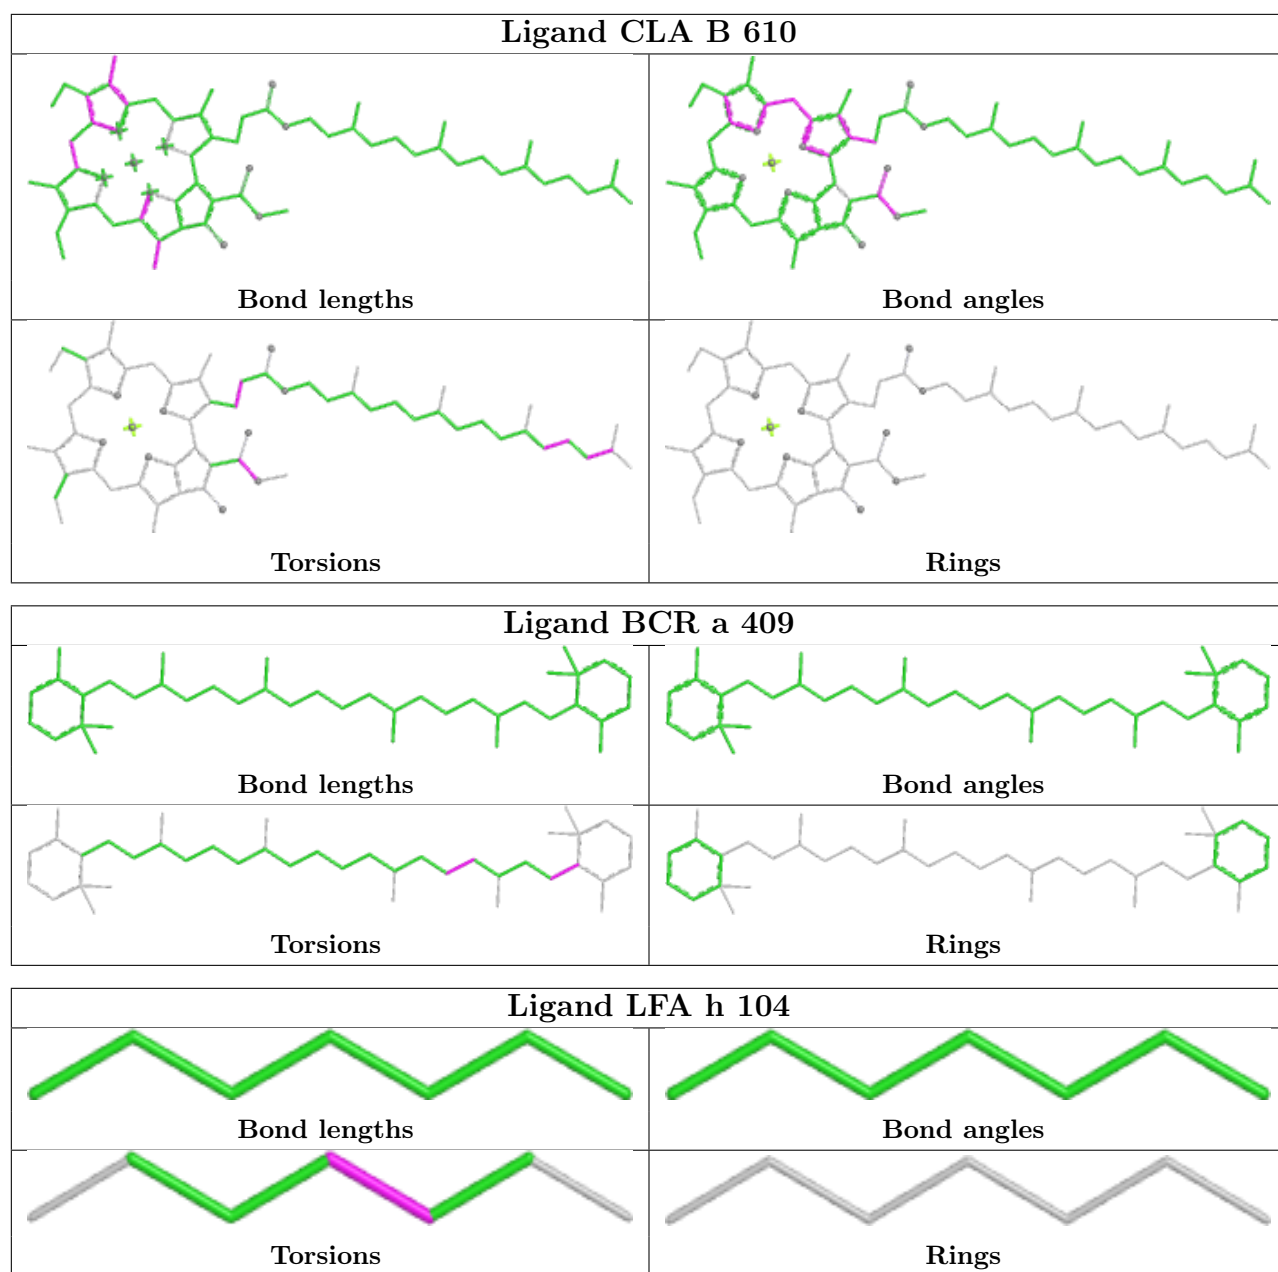 Ligand CLA B 610
Bond lengths
Bond angles
Torsions
Rings
Ligand BCR a 409
Bond lengths
Bond angles
Torsions
Rings
Ligand LFA h 104
Bond lengths
Bond angles
Torsions
Rings